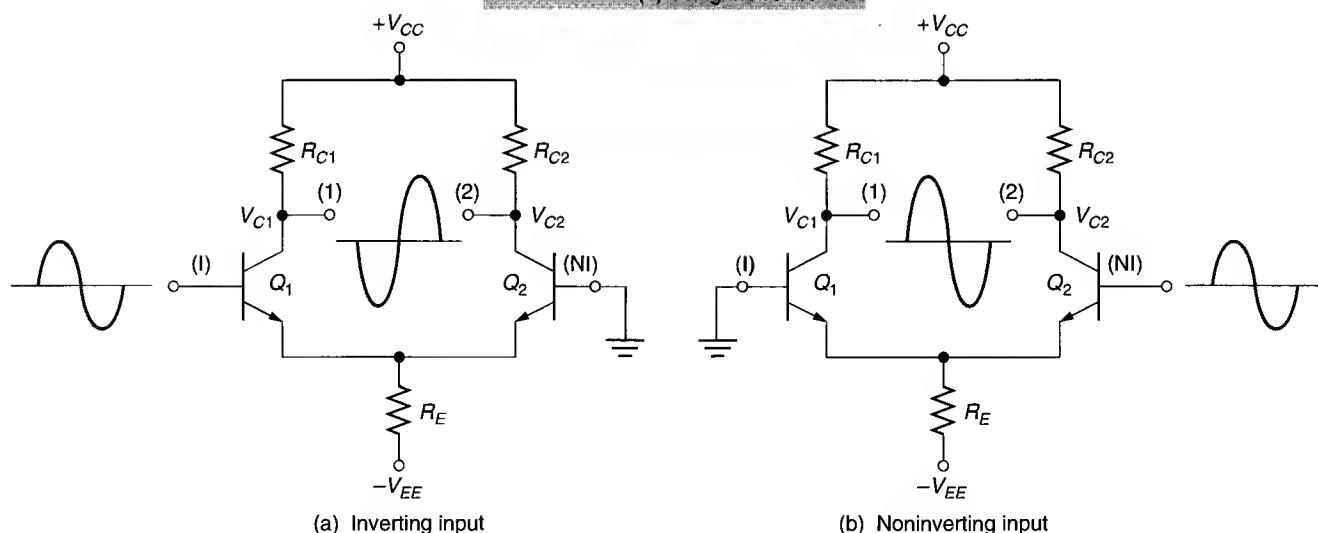 +V_CC
R_C1
R_C2
(1)
(2)
V_C1
V_C2
(I)
Q_1
Q_2
(NI)
R_E
−V_EE
(a) Inverting input
+V_CC
R_C1
R_C2
(1)
(2)
V_C1
V_C2
(I)
Q_1
Q_2
(NI)
R_E
−V_EE
(b) Noninverting input